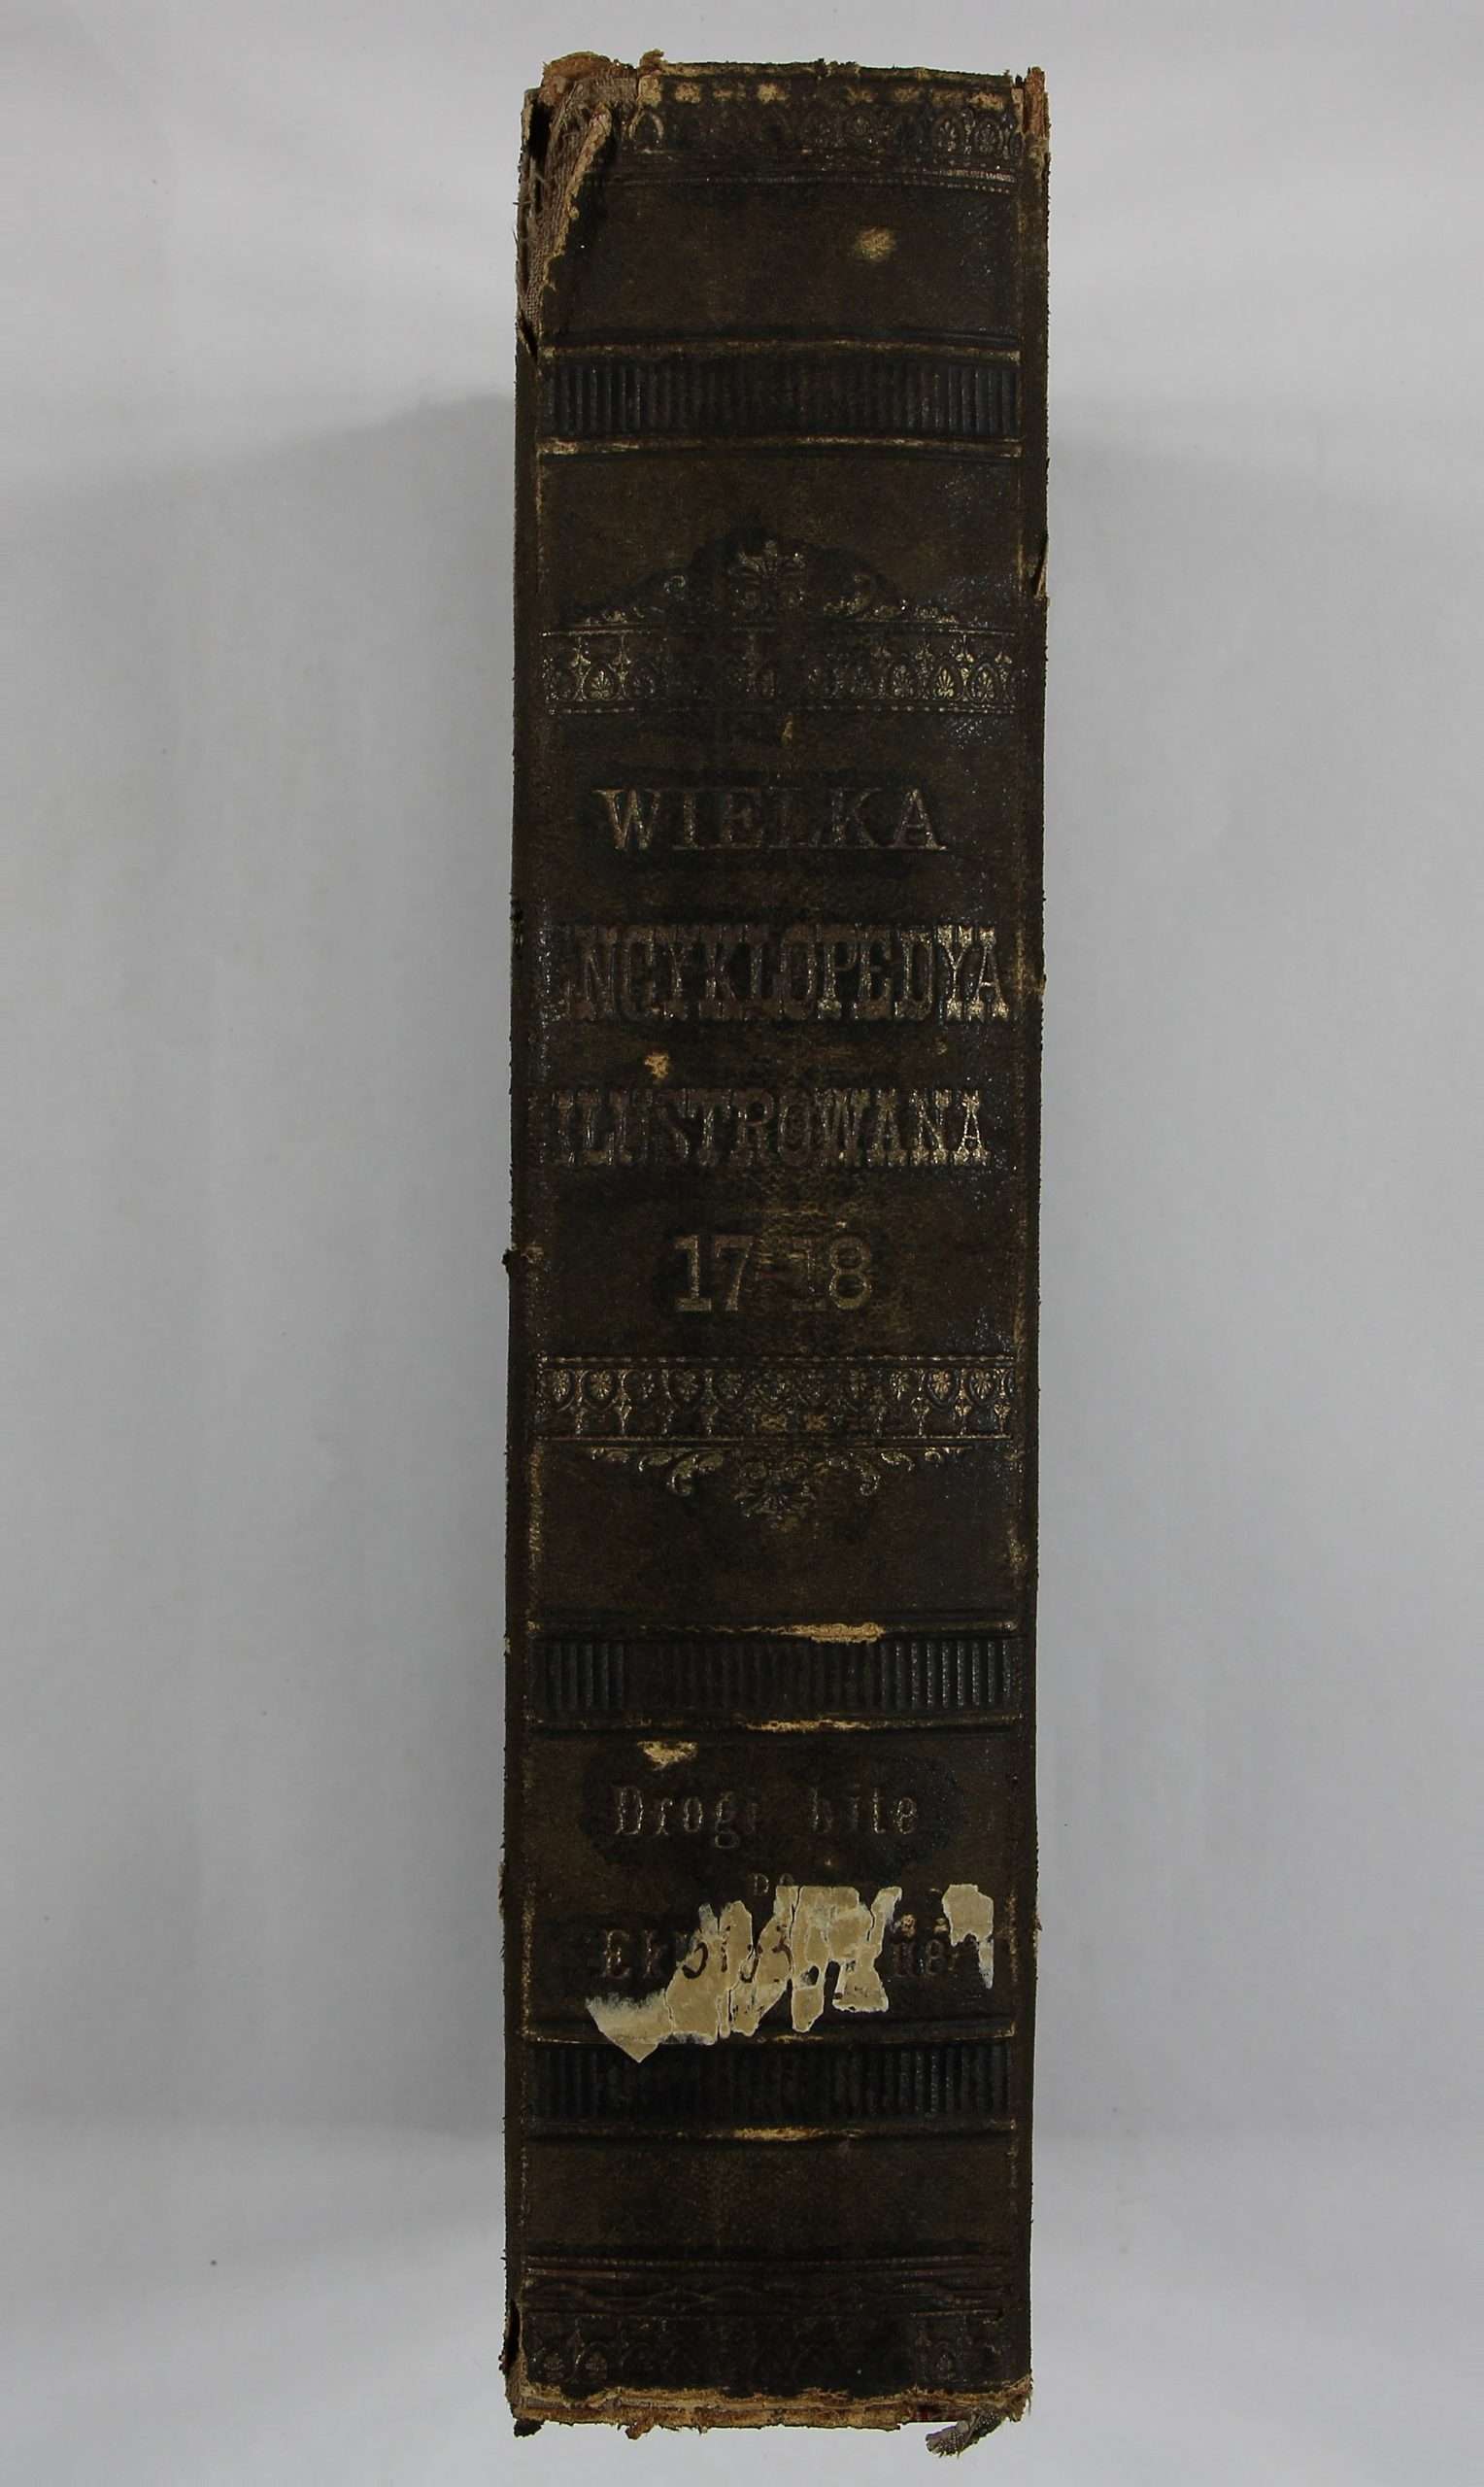 WIELKA
ENCYKLOPEDYA
ILUSTROWANA
17-18
Drogi bite
DO